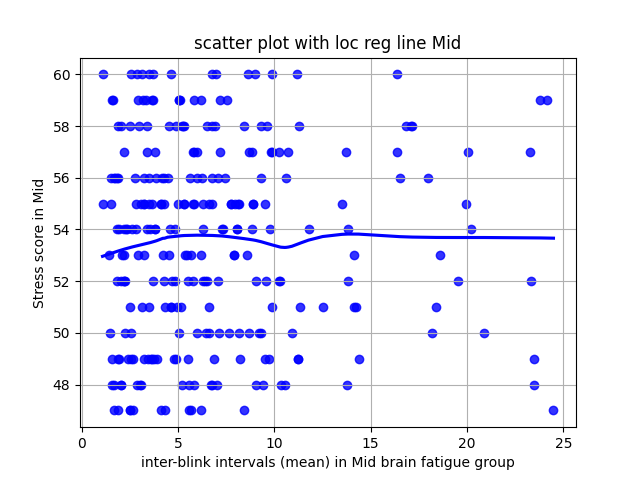 scatter plot with loc reg line Mid
60
58
56
54
52
50
48
Stress score in Mid
0 5 10 15 20 25
inter-blink intervals (mean) in Mid brain fatigue group